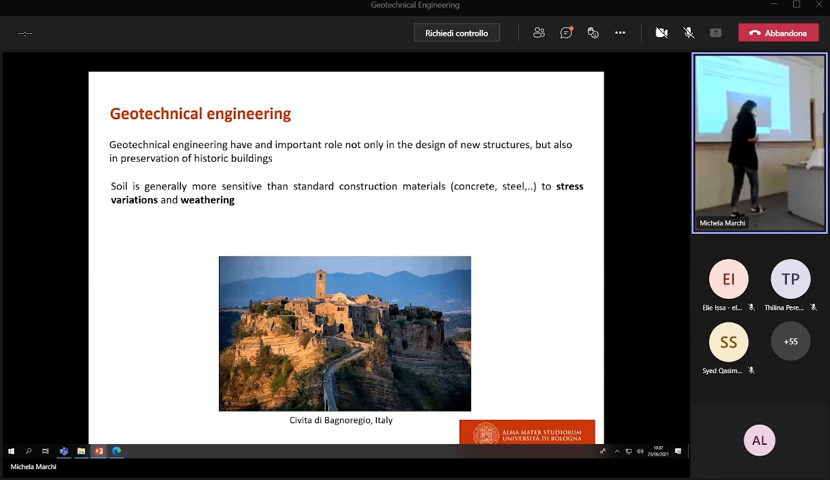 Geotechnical Engineering
--:--
Richiedi controllo
Abbandona
Geotechnical engineering
Geotechnical engineering have and important role not only in the design of new structures, but also
in preservation of historic buildings
Soil is generally more sensitive than standard construction materials (concrete, steel,..) to stress
variations and weathering
Civita di Bagnoregio, Italy
ALMA MATER STUDIORUM
UNIVERSITÀ DI BOLOGNA
Michela Marchi
EI
TP
Elie Issa - el...
Thilina Pere...
SS
+55
Syed Qasim...
AL
Michela Marchi